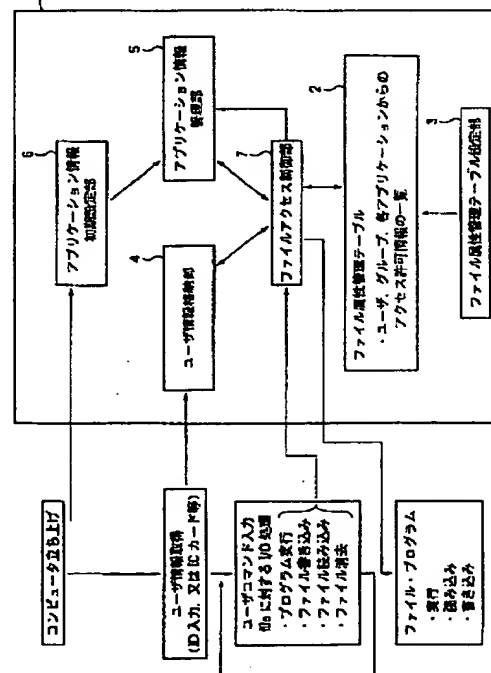 コンピュータ立ち上げ
ユーザ情報取得
(ID入力、又はICカード等)
ユーザコマンド入力
に対するI/O処理
・プログラム実行
・ファイル書き込み
・ファイル読み込み
・ファイル消去
ファイル・プログラム
・実行
・読み込み
・書き込み
6
アプリケーション情報
初期設定部
5
アプリケーション情報
管理部
4
ユーザ情報格納部
7
ファイルアクセス制御部
2
ファイル属性管理テーブル
・ユーザ、グループ、各アプリケーションからの
アクセス許可情報の一覧
3
ファイル属性管理テーブル設定部